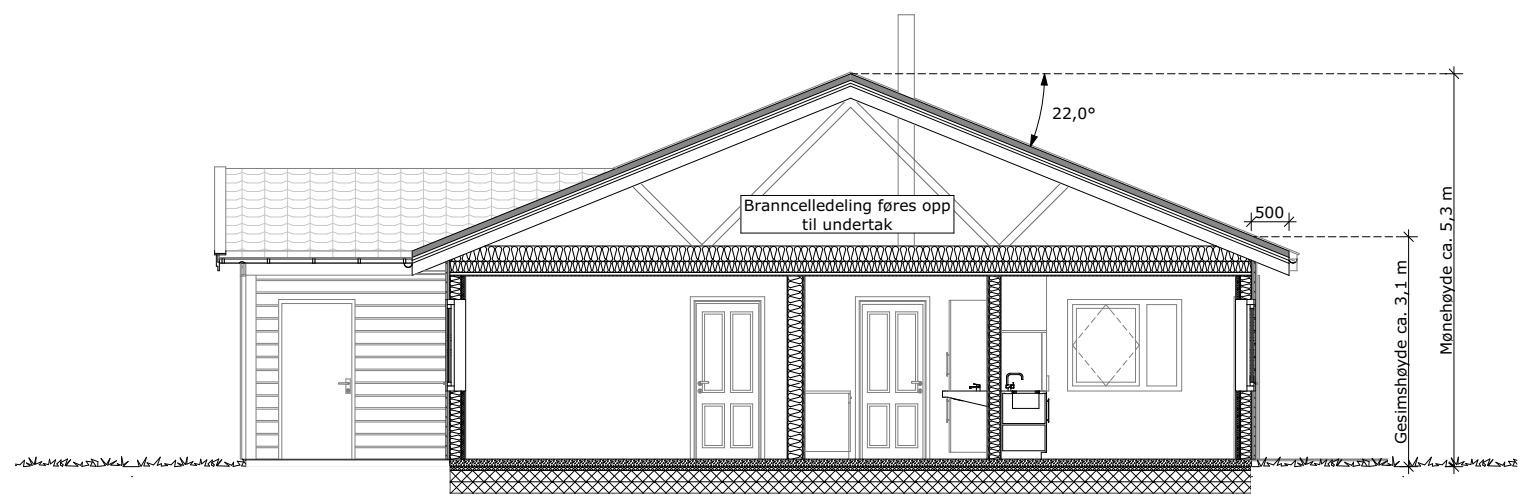 22,0°
Branncelledeling føres opp
til undertak
500
Gesimshøyde ca. 3,1 m
Mønehøyde ca. 5,3 m